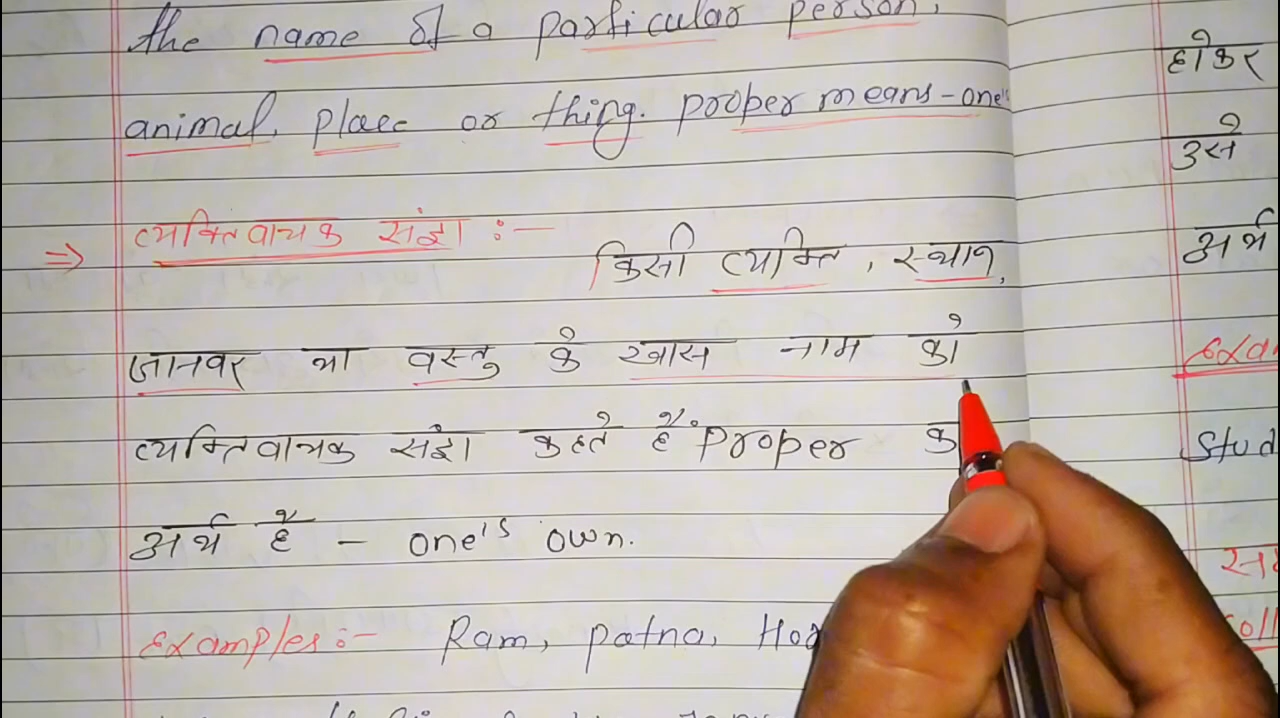 the name of a particular person,
animal, place or thing. proper means - one's
⇒ व्यक्तिवाचक संज्ञा :-
किसी व्यक्ति, स्थान,
जानवर या वस्तु के खास नाम को
व्यक्तिवाचक संज्ञा कहते हैं। Proper का
अर्थ है - one's own.
Examples:- Ram, patna,
होकर
उसे
अर्थ
Exa
Stud